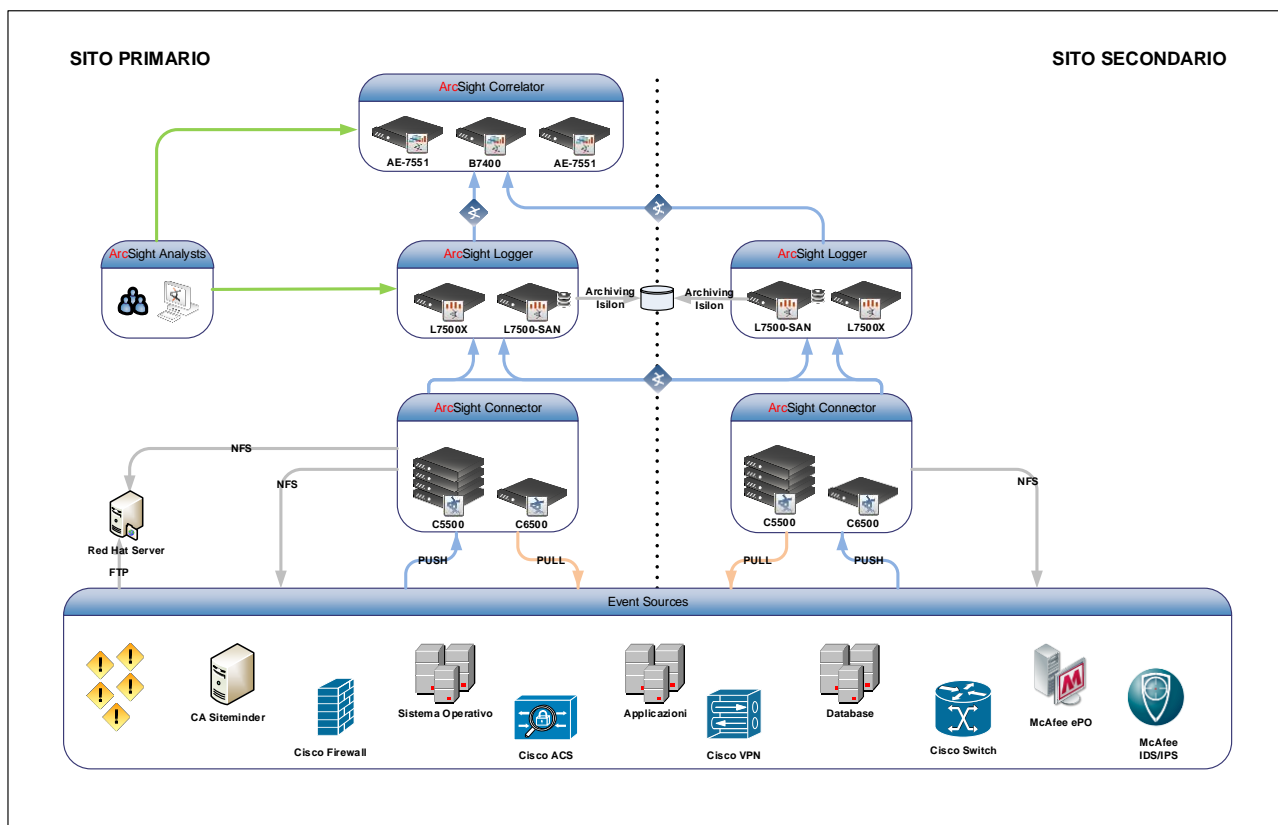 SITO PRIMARIO
SITO SECONDARIO
ArcSight Correlator
AE-7551
B7400
AE-7551
ArcSight Analysts
ArcSight Logger
L7500X
L7500-SAN
Archiving
Isilon
Archiving
Isilon
ArcSight Logger
L7500-SAN
L7500X
ArcSight Connector
C5500
C6500
ArcSight Connector
C5500
C6500
NFS
NFS
NFS
Red Hat Server
FTP
PUSH
PULL
PULL
PUSH
Event Sources
CA Siteminder
Cisco Firewall
Sistema Operativo
Cisco ACS
Applicazioni
Cisco VPN
Database
Cisco Switch
McAfee ePO
McAfee
IDS/IPS